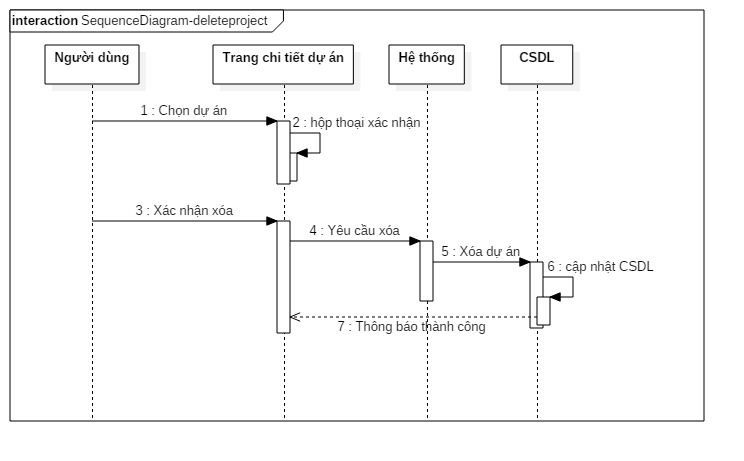 interaction SequenceDiagram-deleteproject
Người dùng
Trang chi tiết dự án
Hệ thống
CSDL
1 : Chọn dự án
2 : hộp thoại xác nhận
3 : Xác nhận xóa
4 : Yêu cầu xóa
5 : Xóa dự án
6 : cập nhật CSDL
7 : Thông báo thành công